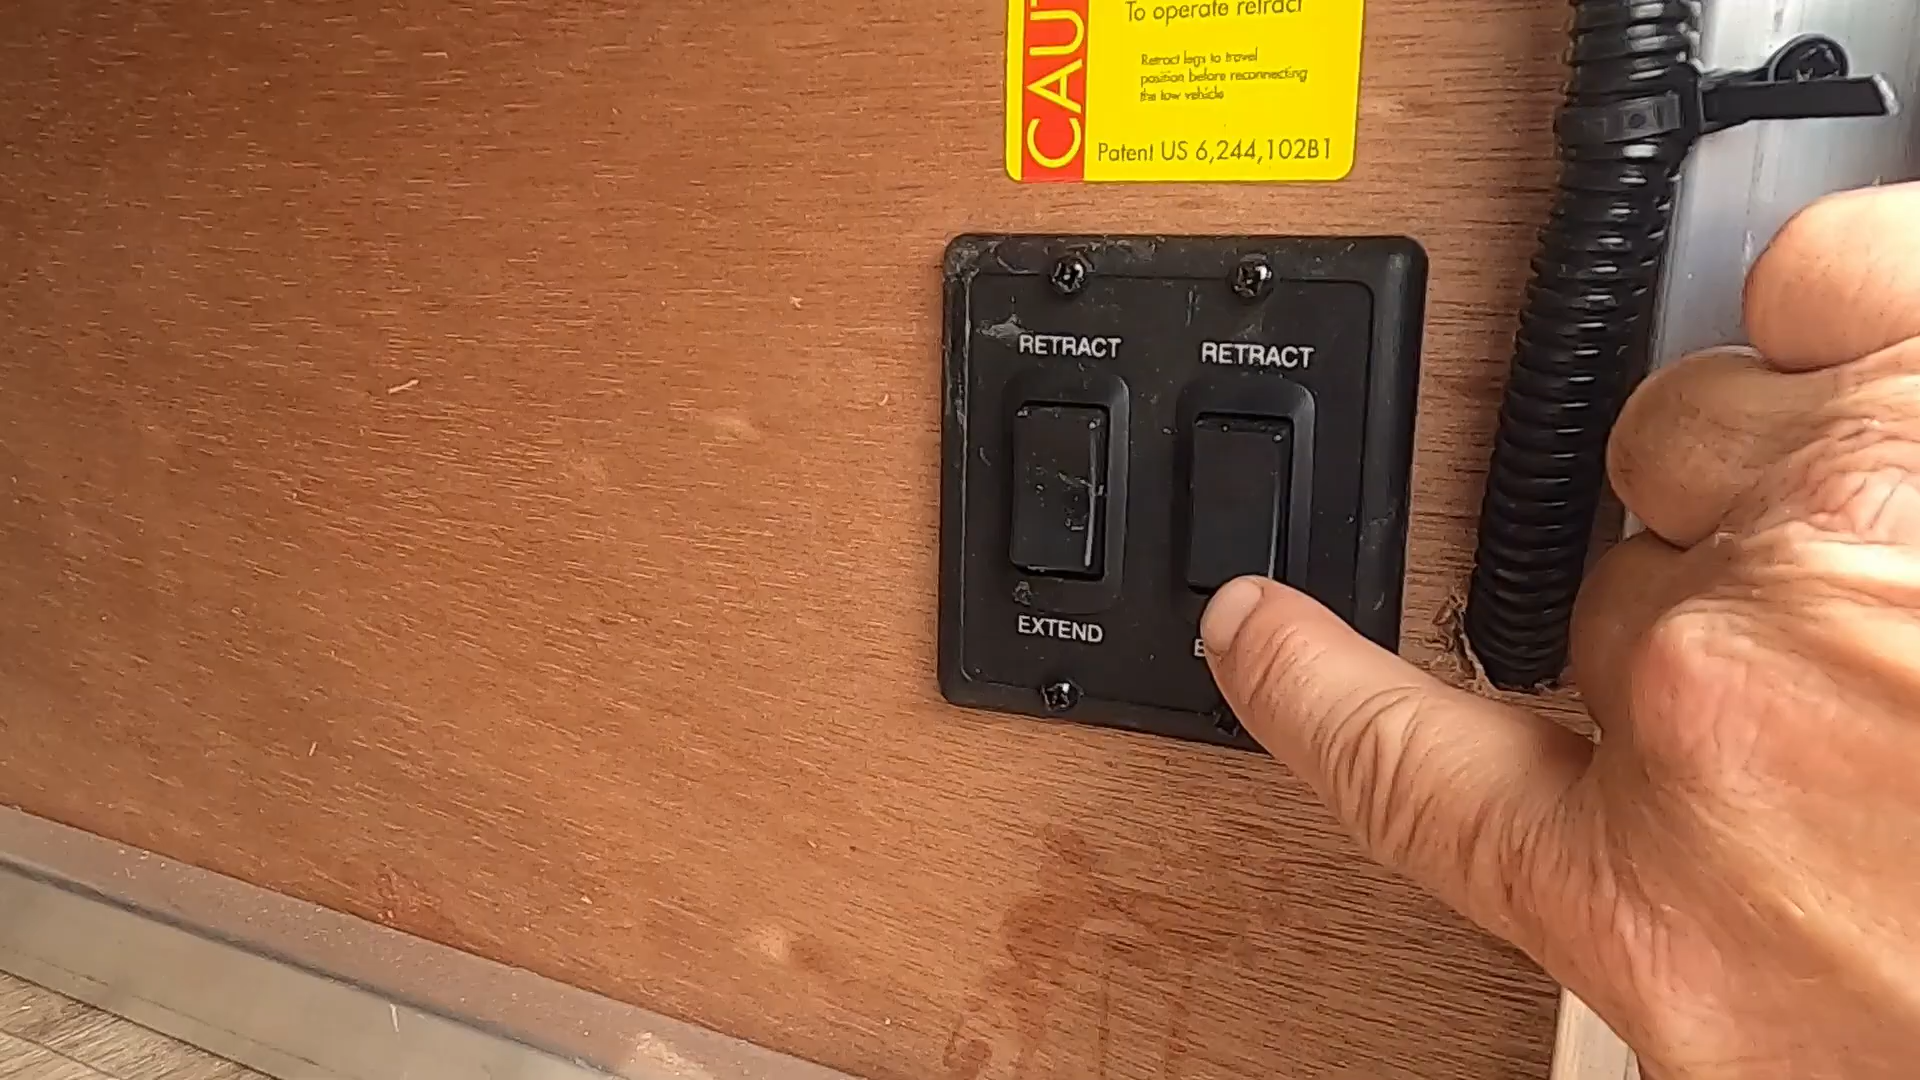 CAUT
To operate retract
Retract legs to travel
position before reconnecting
the tow vehicle
Patent US 6,244,102B1
RETRACT RETRACT
EXTEND E